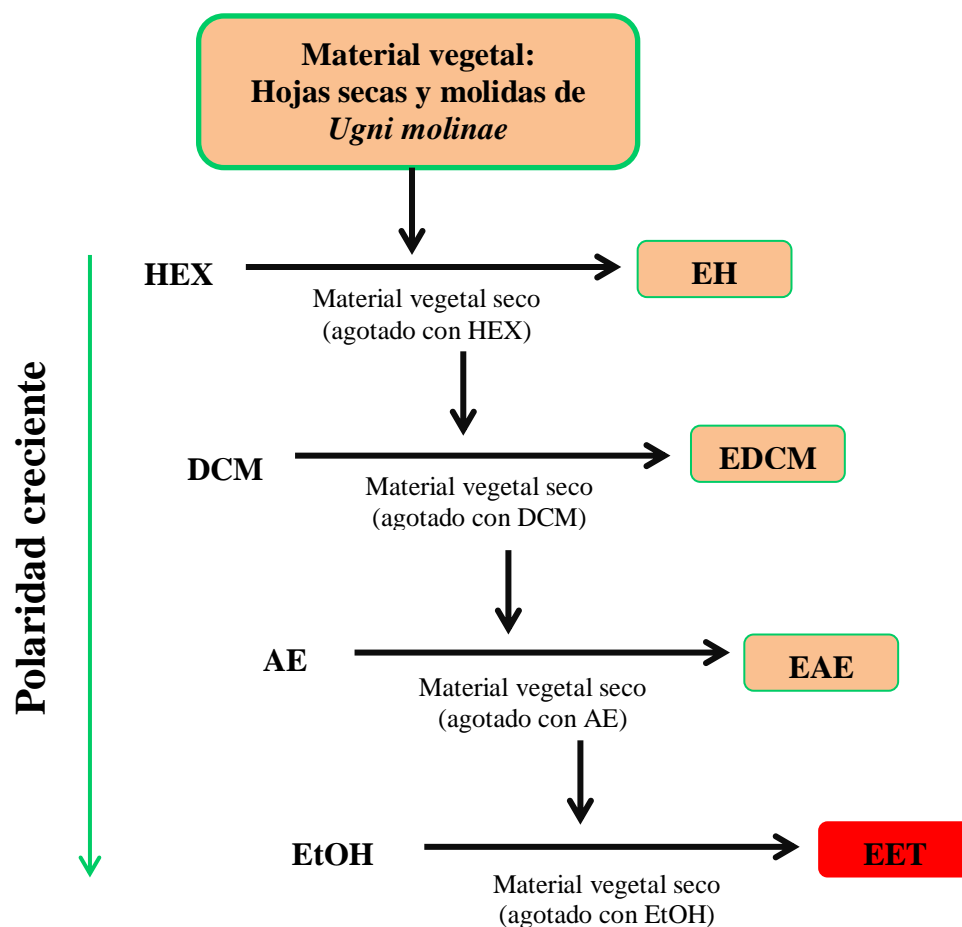 Material vegetal:
Hojas secas y molidas de
Ugni molinae
Polaridad creciente
HEX
EH
Material vegetal seco
(agotado con HEX)
DCM
EDCM
Material vegetal seco
(agotado con DCM)
AE
EAE
Material vegetal seco
(agotado con AE)
EtOH
EET
Material vegetal seco
(agotado con EtOH)